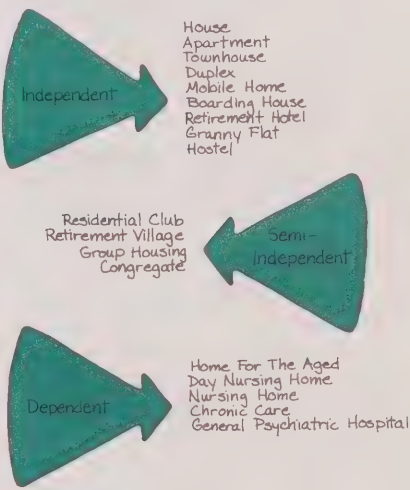 Independent
House
Apartment
Townhouse
Duplex
Mobile Home
Boarding House
Retirement Hotel
Granny Flat
Hostel
Residential Club
Retirement Village
Group Housing
Congregate
Semi-
Independent
Dependent
Home For The Aged
Day Nursing Home
Nursing Home
Chronic Care
General Psychiatric Hospital